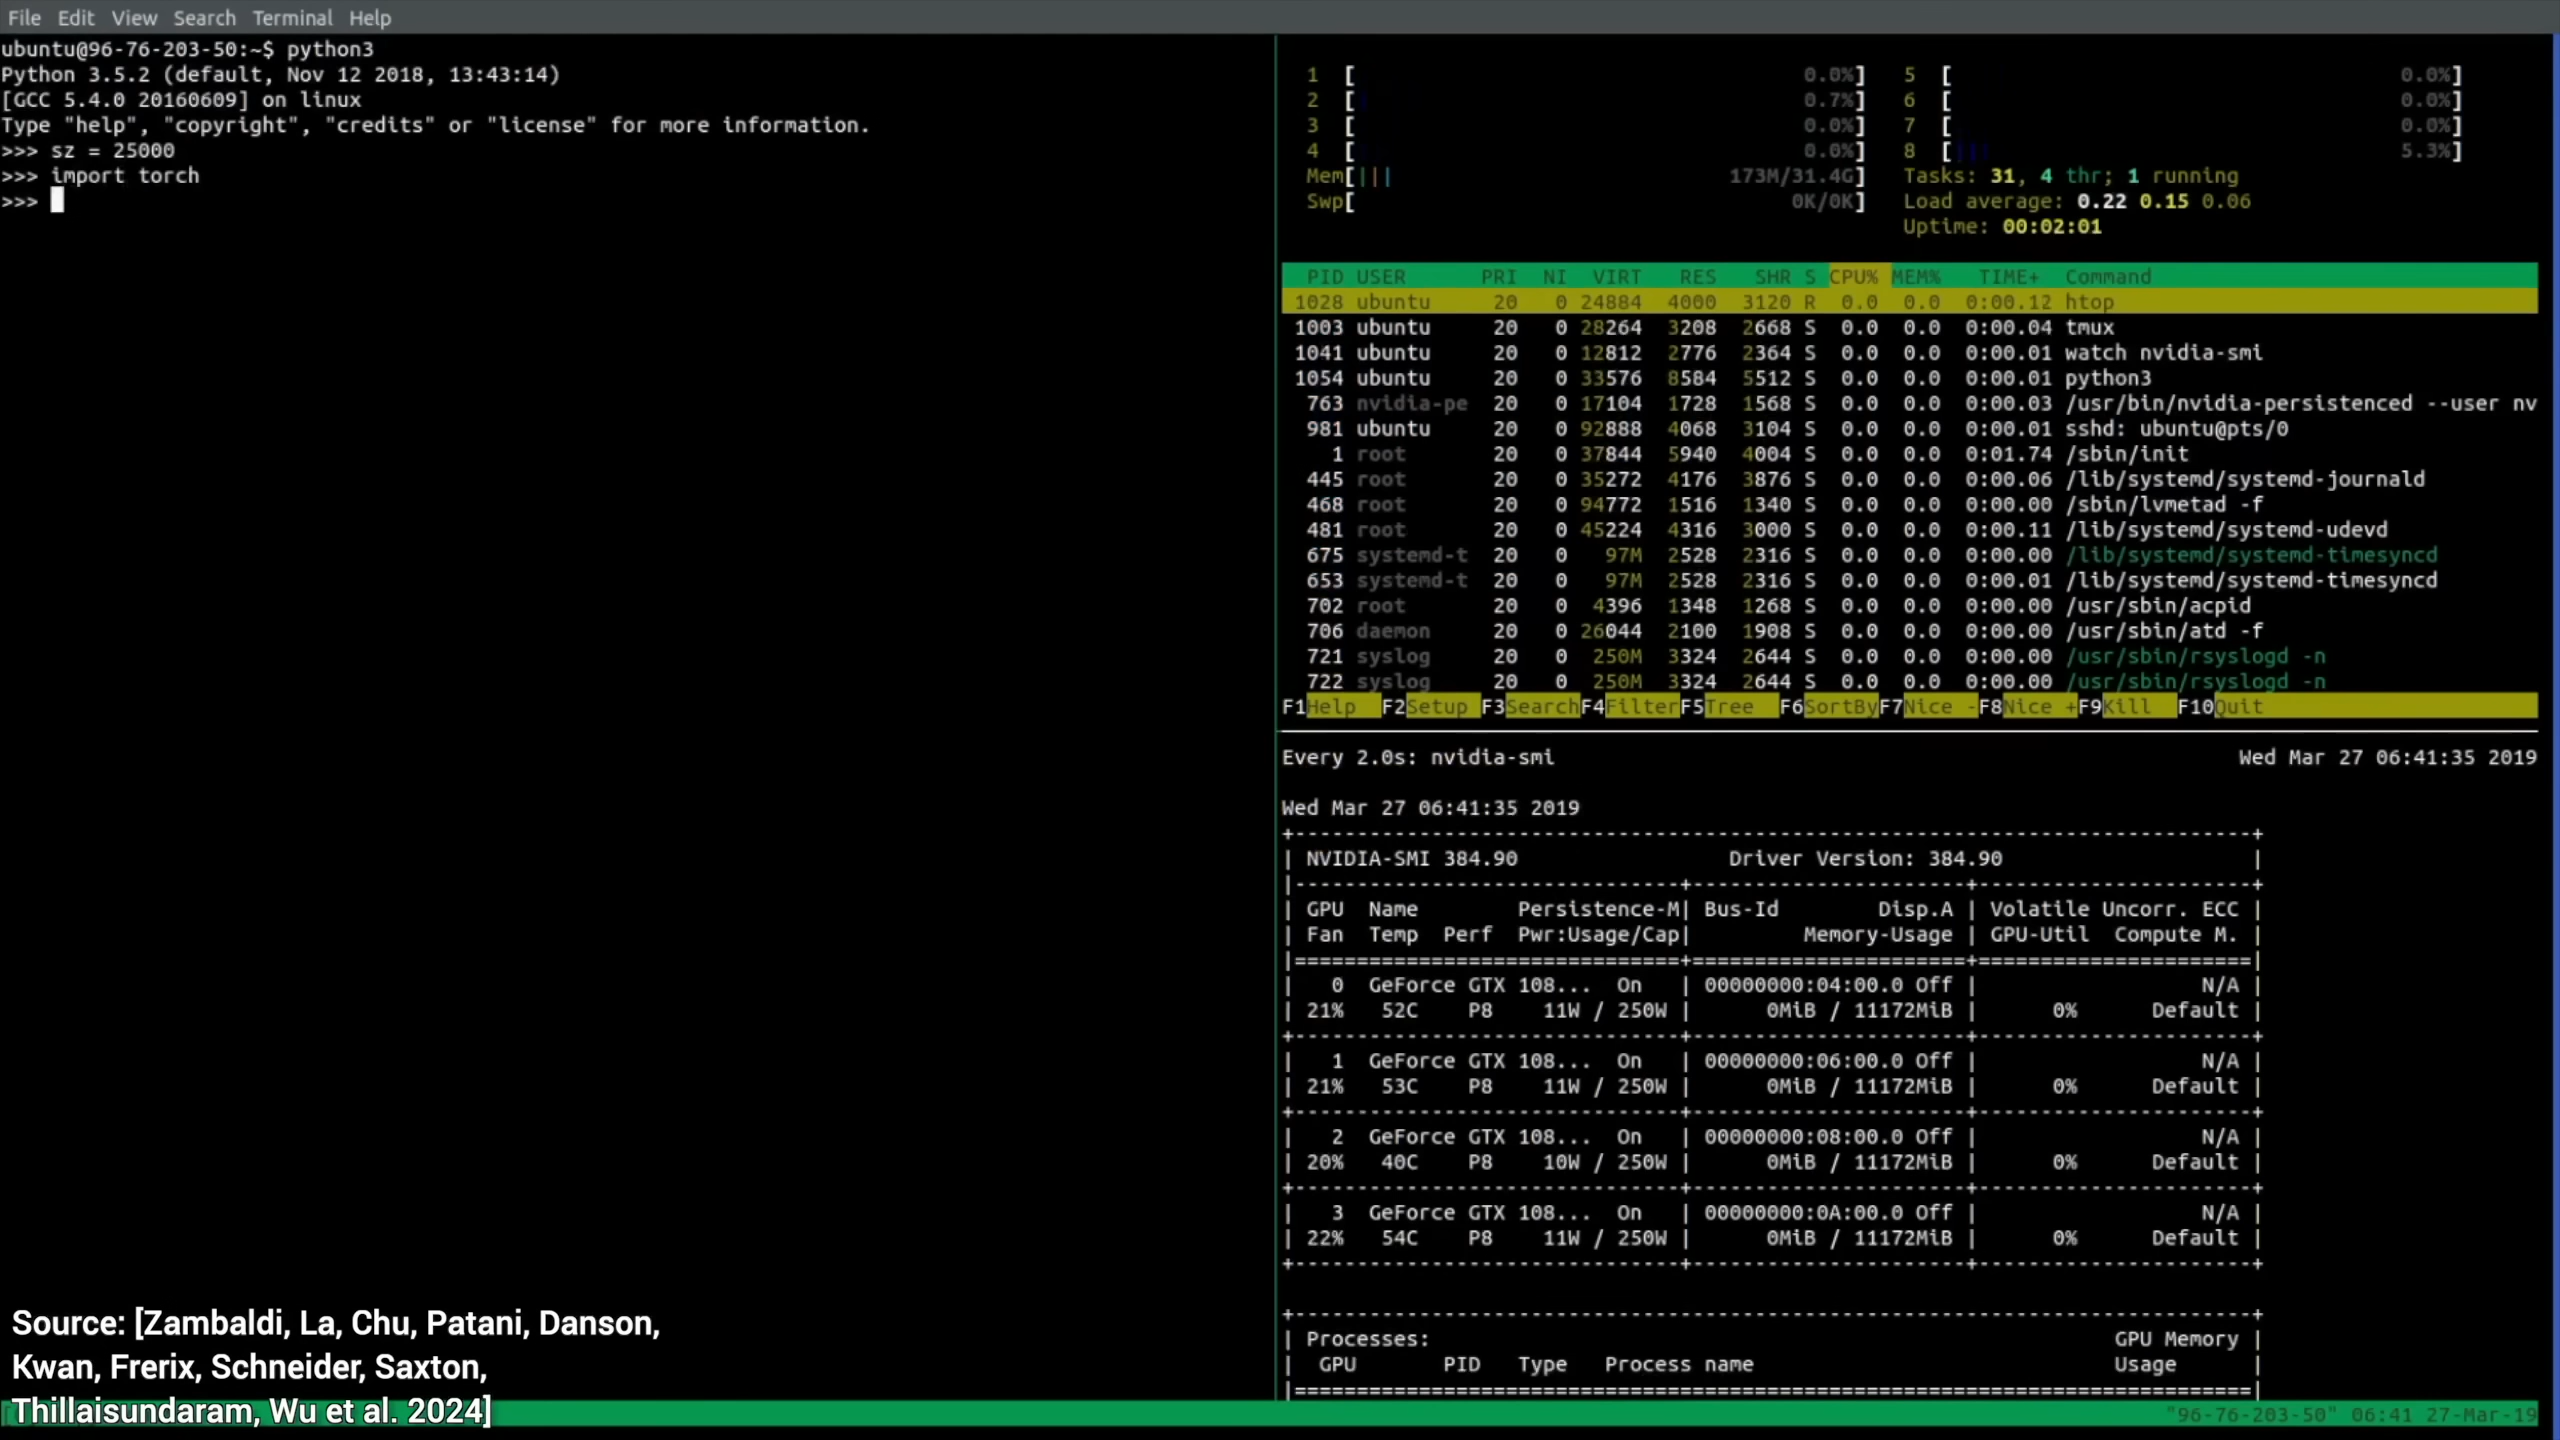 File Edit View Search Terminal Help
ubuntu@96-76-203-50:~$ python3
Python 3.5.2 (default, Nov 12 2018, 13:43:14)
[GCC 5.4.0 20160609] on linux
Type "help", "copyright", "credits" or "license" for more information.
>>> sz = 25000
>>> import torch
>>>
1 [ 0.0%] 5 [ 0.0%]
2 [ 0.7%] 6 [ 0.0%]
3 [ 0.0%] 7 [ 0.0%]
4 [ 0.0%] 8 [||| 5.3%]
Mem[||| 173M/31.4G] Tasks: 31, 4 thr; 1 running
Swp[ 0K/0K] Load average: 0.22 0.15 0.06
Uptime: 00:02:01
PID USER PRI NI VIRT RES SHR S CPU% MEM% TIME+ Command
1028 ubuntu 20 0 24884 4000 3120 R 0.0 0.0 0:00.12 htop
1003 ubuntu 20 0 28264 3208 2668 S 0.0 0.0 0:00.04 tmux
1041 ubuntu 20 0 12812 2776 2364 S 0.0 0.0 0:00.01 watch nvidia-smi
1054 ubuntu 20 0 33576 8584 5512 S 0.0 0.0 0:00.01 python3
763 nvidia-pe 20 0 17104 1728 1568 S 0.0 0.0 0:00.03 /usr/bin/nvidia-persistenced --user nv
981 ubuntu 20 0 92888 4068 3104 S 0.0 0.0 0:00.01 sshd: ubuntu@pts/0
1 root 20 0 37844 5940 4004 S 0.0 0.0 0:01.74 /sbin/init
445 root 20 0 35272 4176 3876 S 0.0 0.0 0:00.06 /lib/systemd/systemd-journald
468 root 20 0 94772 1516 1340 S 0.0 0.0 0:00.00 /sbin/lvmetad -f
481 root 20 0 45224 4316 3000 S 0.0 0.0 0:00.11 /lib/systemd/systemd-udevd
675 systemd-t 20 0 97M 2528 2316 S 0.0 0.0 0:00.00 /lib/systemd/systemd-timesyncd
653 systemd-t 20 0 97M 2528 2316 S 0.0 0.0 0:00.01 /lib/systemd/systemd-timesyncd
702 root 20 0 4396 1348 1268 S 0.0 0.0 0:00.00 /usr/sbin/acpid
706 daemon 20 0 26044 2100 1908 S 0.0 0.0 0:00.00 /usr/sbin/atd -f
721 syslog 20 0 250M 3324 2644 S 0.0 0.0 0:00.00 /usr/sbin/rsyslogd -n
722 syslog 20 0 250M 3324 2644 S 0.0 0.0 0:00.00 /usr/sbin/rsyslogd -n
F1Help F2Setup F3SearchF4FilterF5Tree F6SortByF7Nice -F8Nice +F9Kill F10Quit
Every 2.0s: nvidia-smi Wed Mar 27 06:41:35 2019
Wed Mar 27 06:41:35 2019
+-----------------------------------------------------------------------------+
| NVIDIA-SMI 384.90 Driver Version: 384.90 |
|-------------------------------+----------------------+----------------------+
| GPU Name Persistence-M| Bus-Id Disp.A | Volatile Uncorr. ECC |
| Fan Temp Perf Pwr:Usage/Cap| Memory-Usage | GPU-Util Compute M. |
|===============================+======================+======================|
| 0 GeForce GTX 108... On | 00000000:04:00.0 Off | N/A |
| 21% 52C P8 11W / 250W | 0MiB / 11172MiB | 0% Default |
+-------------------------------+----------------------+----------------------+
| 1 GeForce GTX 108... On | 00000000:06:00.0 Off | N/A |
| 21% 53C P8 11W / 250W | 0MiB / 11172MiB | 0% Default |
+-------------------------------+----------------------+----------------------+
| 2 GeForce GTX 108... On | 00000000:08:00.0 Off | N/A |
| 20% 40C P8 10W / 250W | 0MiB / 11172MiB | 0% Default |
+-------------------------------+----------------------+----------------------+
| 3 GeForce GTX 108... On | 00000000:0A:00.0 Off | N/A |
| 22% 54C P8 11W / 250W | 0MiB / 11172MiB | 0% Default |
+-------------------------------+----------------------+----------------------+
+-----------------------------------------------------------------------------+
| Processes: GPU Memory |
| GPU PID Type Process name Usage |
|=============================================================================|
Source: [Zambaldi, La, Chu, Patani, Danson,
Kwan, Frerix, Schneider, Saxton,
Thillaisundaram, Wu et al. 2024]
"96-76-203-50" 06:41 27-Mar-19